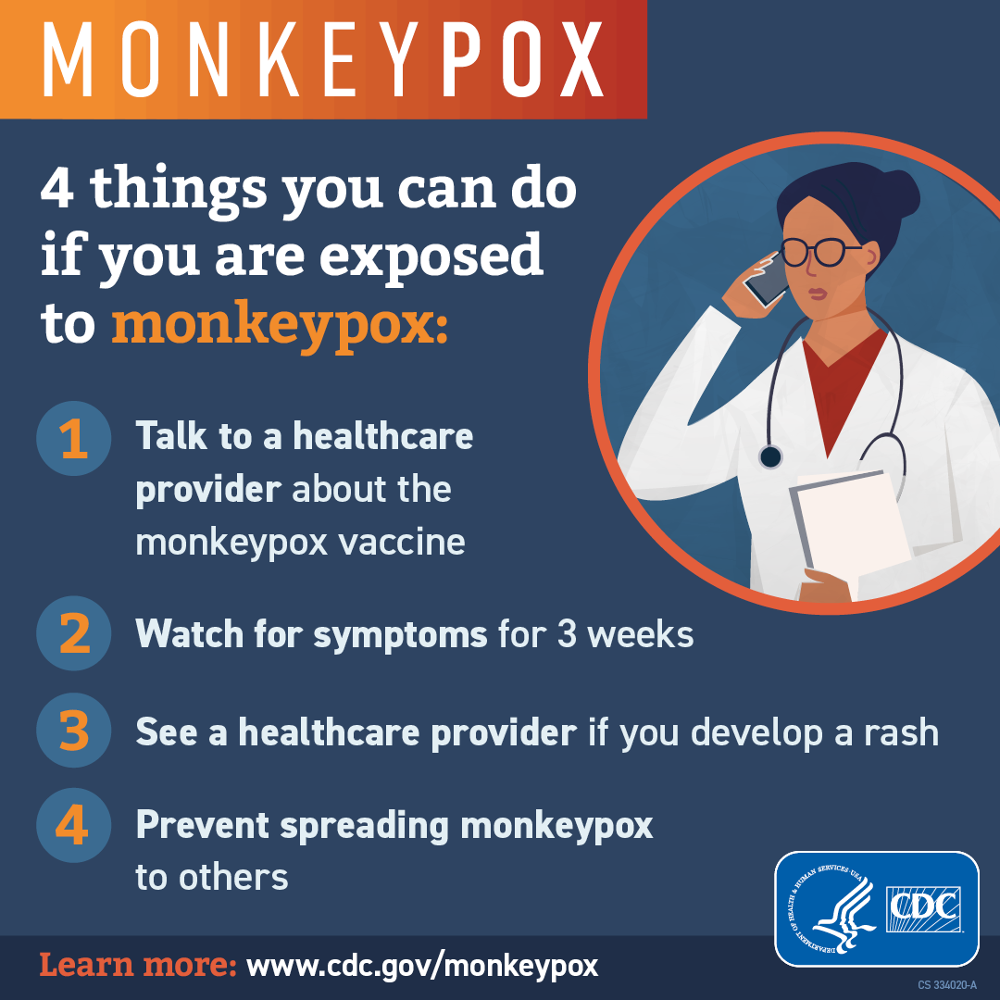 MONKEYPOX
4 things you can do
if you are exposed
to monkeypox:
1
Talk to a healthcare
provider about the
monkeypox vaccine
2
Watch for symptoms for 3 weeks
3
See a healthcare provider if you develop a rash
4
Prevent spreading monkeypox
to others
DEPARTMENT OF HEALTH & HUMAN SERVICES · USA
CDC
Learn more: www.cdc.gov/monkeypox
CS 334020-A